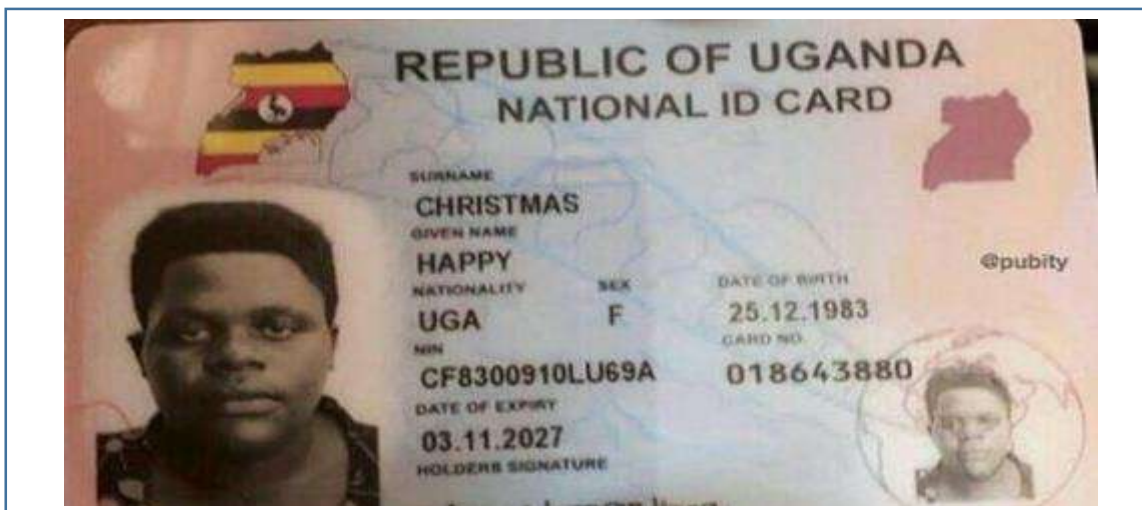 REPUBLIC OF UGANDA
NATIONAL ID CARD
SURNAME
CHRISTMAS
GIVEN NAME
HAPPY
@pubity
NATIONALITY SEX DATE OF BIRTH
UGA F 25.12.1983
NIN CARD NO.
CF8300910LU69A 018643880
DATE OF EXPIRY
03.11.2027
HOLDERS SIGNATURE